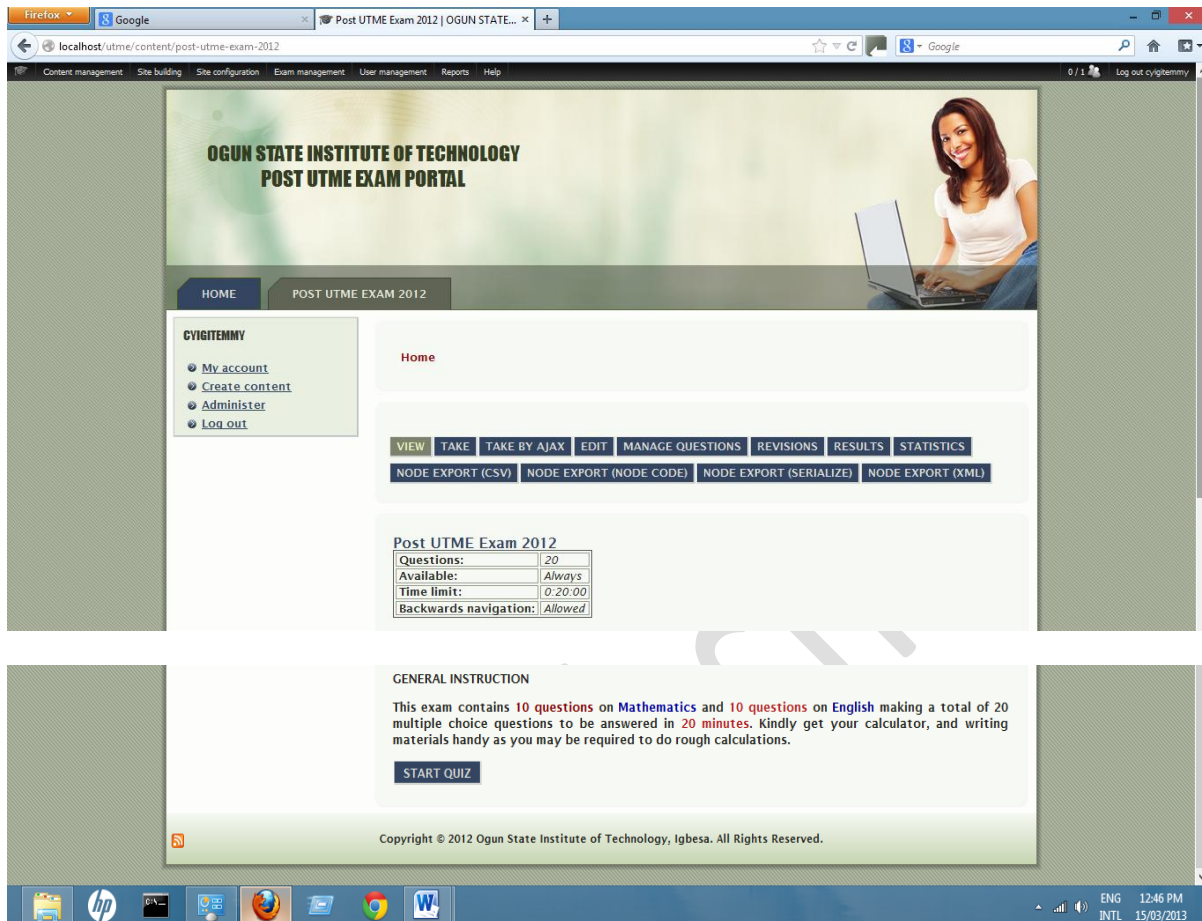 Firefox
Google
Post UTME Exam 2012 | OGUN STATE...
localhost/utme/content/post-utme-exam-2012
Google
Content management Site building Site configuration Exam management User management Reports Help
0 / 1 Log out cyigitemmy
OGUN STATE INSTITUTE OF TECHNOLOGY
POST UTME EXAM PORTAL
HOME POST UTME EXAM 2012
CYIGITEMMY
My account
Create content
Administer
Log out
Home
VIEW TAKE TAKE BY AJAX EDIT MANAGE QUESTIONS REVISIONS RESULTS STATISTICS
NODE EXPORT (CSV) NODE EXPORT (NODE CODE) NODE EXPORT (SERIALIZE) NODE EXPORT (XML)
Post UTME Exam 2012
Questions: 20
Available: Always
Time limit: 0:20:00
Backwards navigation: Allowed
GENERAL INSTRUCTION
This exam contains 10 questions on Mathematics and 10 questions on English making a total of 20
multiple choice questions to be answered in 20 minutes. Kindly get your calculator, and writing
materials handy as you may be required to do rough calculations.
START QUIZ
Copyright © 2012 Ogun State Institute of Technology, Igbesa. All Rights Reserved.
hp
C:\_
W
ENG 12:46 PM
INTL 15/03/2013